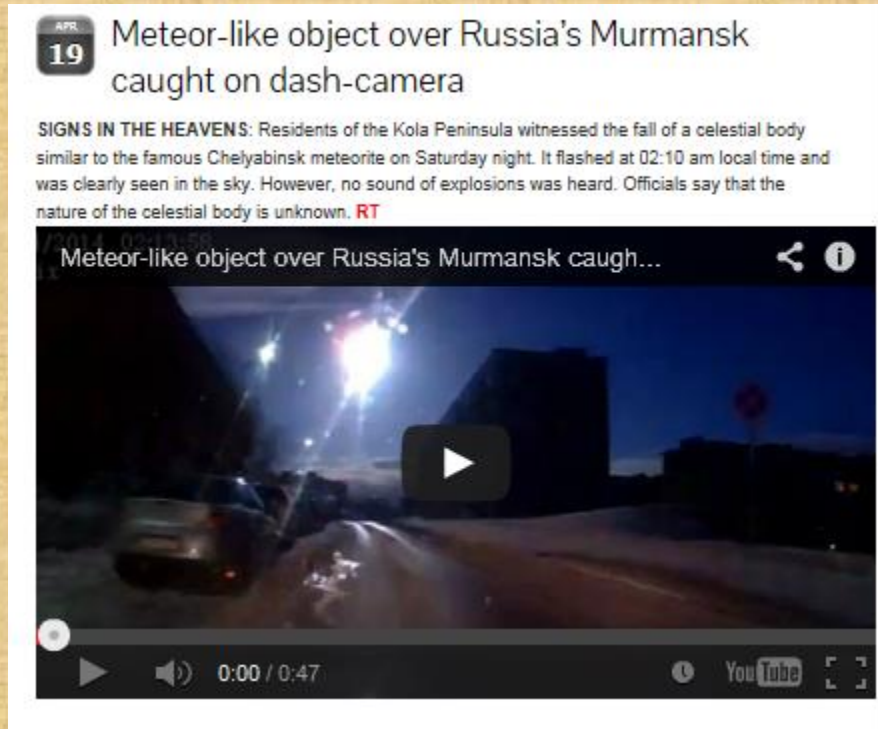 APR
19
Meteor-like object over Russia's Murmansk
caught on dash-camera
SIGNS IN THE HEAVENS: Residents of the Kola Peninsula witnessed the fall of a celestial body
similar to the famous Chelyabinsk meteorite on Saturday night. It flashed at 02:10 am local time and
was clearly seen in the sky. However, no sound of explosions was heard. Officials say that the
nature of the celestial body is unknown. RT
/2014 02:13:58
Meteor-like object over Russia's Murmansk caugh...
0:00 / 0:47
YouTube